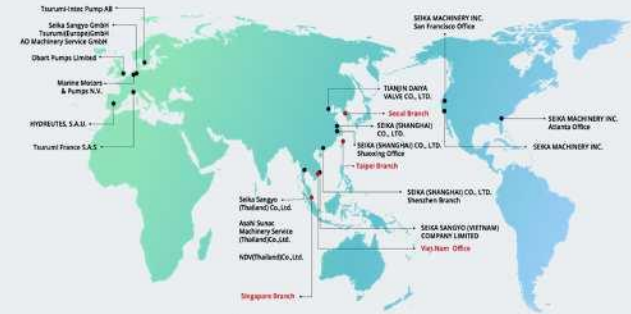 Tsurumi-Intec Pump AB
Seika Sangyo GmbH
Tsurumi(Europe)GmbH
AO Machinery Service GmbH
Obart Pumps Limited
Marine Motors
& Pumps N.V.
HYDREUTES, S.A.U.
Tsurumi France S.A.S
SEIKA MACHINERY INC.
San Francisco Office
TIANJIN DAIYA
VALVE CO., LTD.
Seoul Branch
SEIKA (SHANGHAI)
CO., LTD.
SEIKA (SHANGHAI) CO., LTD.
Shaoxing Office
Taipei Branch
SEIKA MACHINERY INC.
Atlanta Office
SEIKA MACHINERY INC.
SEIKA (SHANGHAI) CO., LTD.
Shenzhen Branch
Seika Sangyo
(Thailand) Co.,Ltd.
Asahi Sunac
Machinery Service
(Thailand)Co.,Ltd.
NDV(Thailand)Co.,Ltd.
SEIKA SANGYO (VIETNAM)
COMPANY LIMITED
Viet Nam Office
Singapore Branch